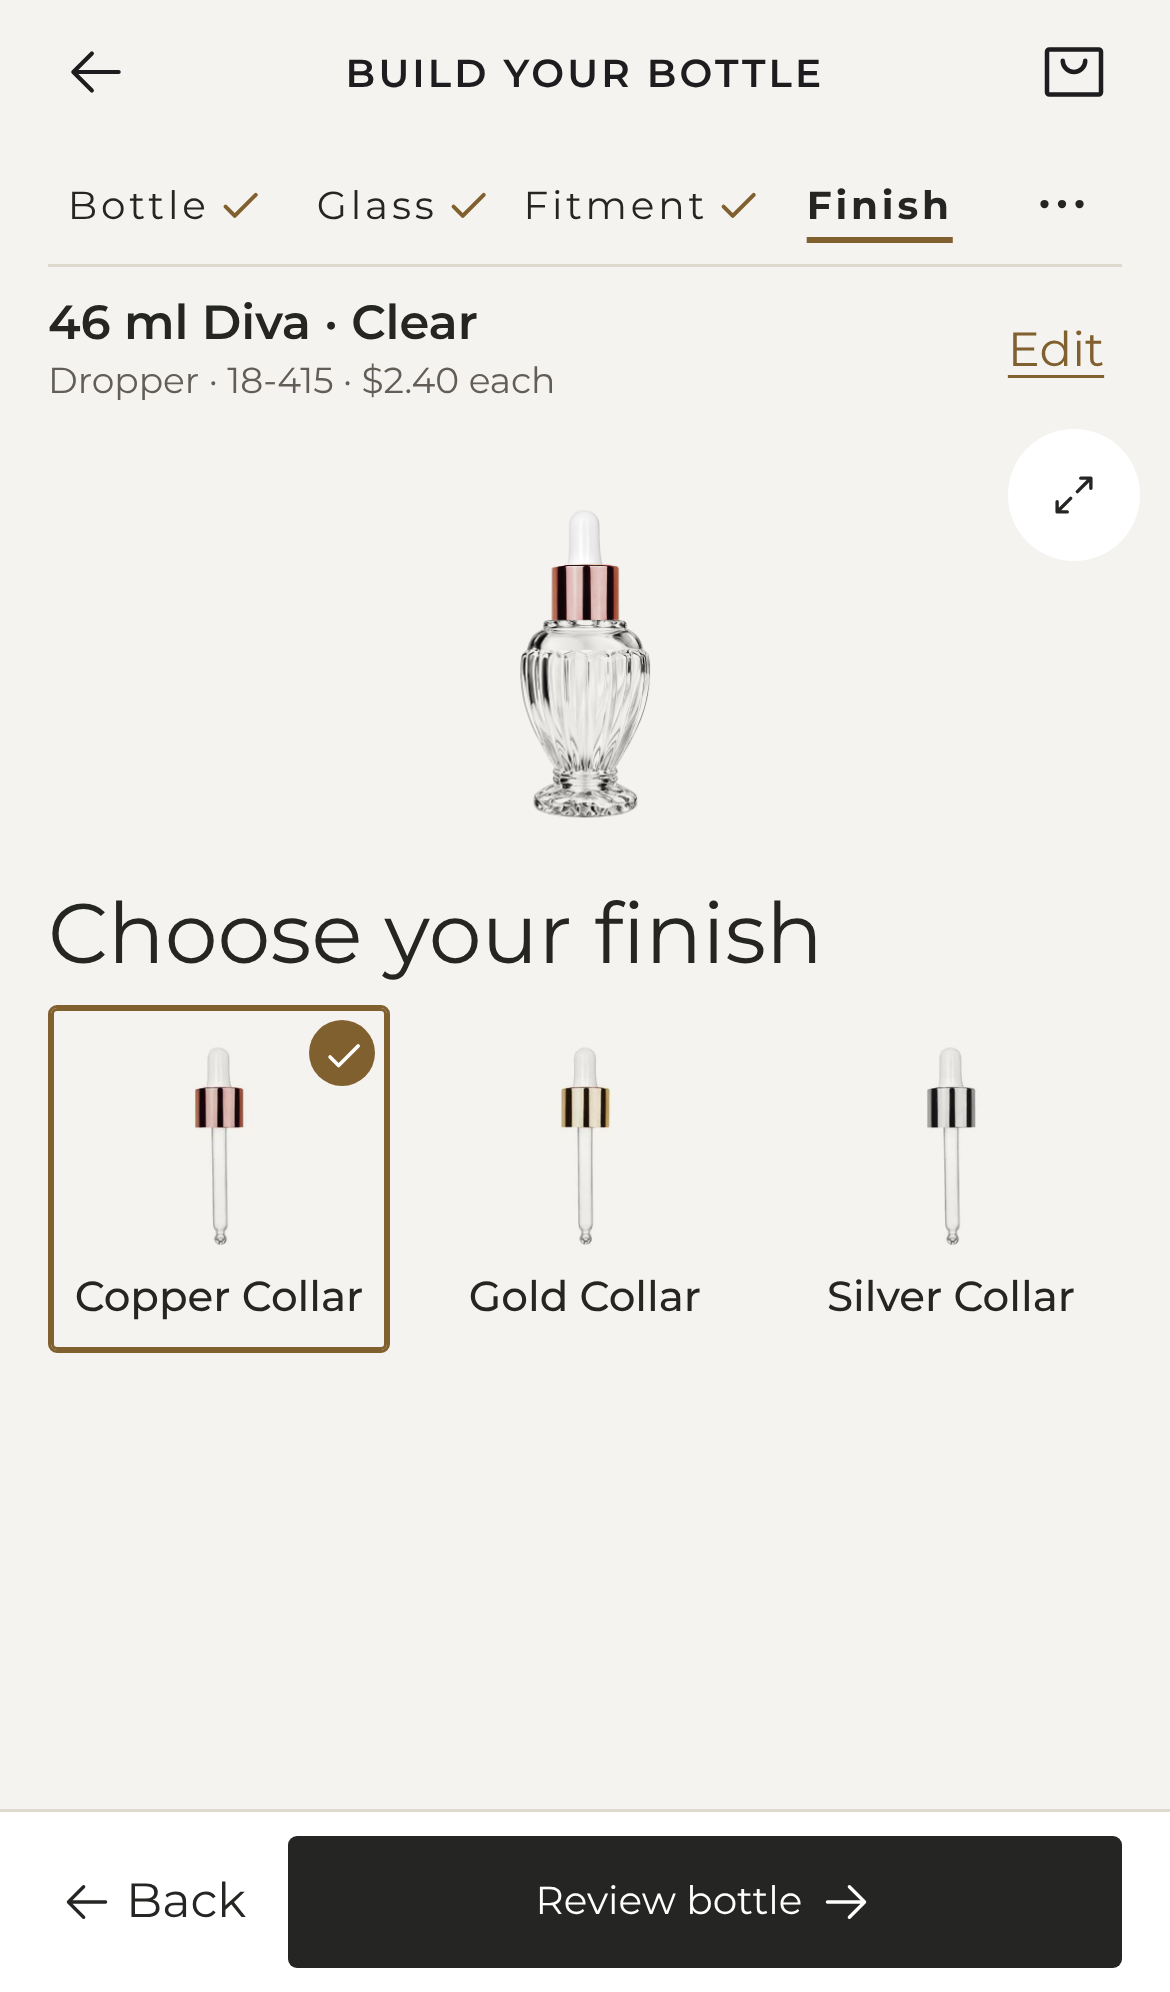 BUILD YOUR BOTTLE
Bottle Glass Fitment Finish ...
46 ml Diva · Clear
Edit
Dropper · 18-415 · $2.40 each
Choose your finish
Copper Collar Gold Collar Silver Collar
Back Review bottle